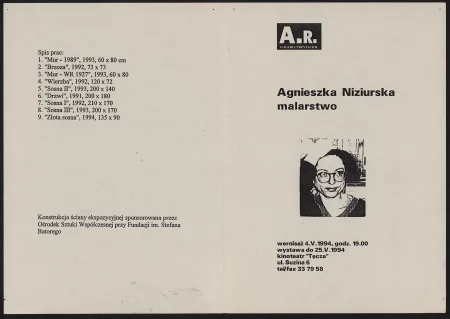 Spis prac:
1. "Mur - 1989", 1993, 60 x 80 cm
2. "Brzoza", 1992, 73 x 73
3. "Mur - WR 1927", 1993, 60 x 80
4. "Wierzba", 1992, 120 x 72
5. "Sosna II", 1993, 200 x 140
6. "Drzwi", 1991, 200 x 180
7. "Sosna I", 1992, 210 x 170
8. "Sosna III", 1993, 200 x 170
9. "Złota sosna", 1994, 135 x 90
Konstrukcja ściany ekspozycyjnej sponsorowana przez
Ośrodek Sztuki Współczesnej przy Fundacji im. Stefana
Batorego
A.R.
Agnieszka Niziurska
malarstwo
wernisaż 4.V.1994, godz. 19.00
wystawa do 25.V.1994
kinoteatr "Tęcza"
ul. Suzina 6
tel/fax 33 79 58